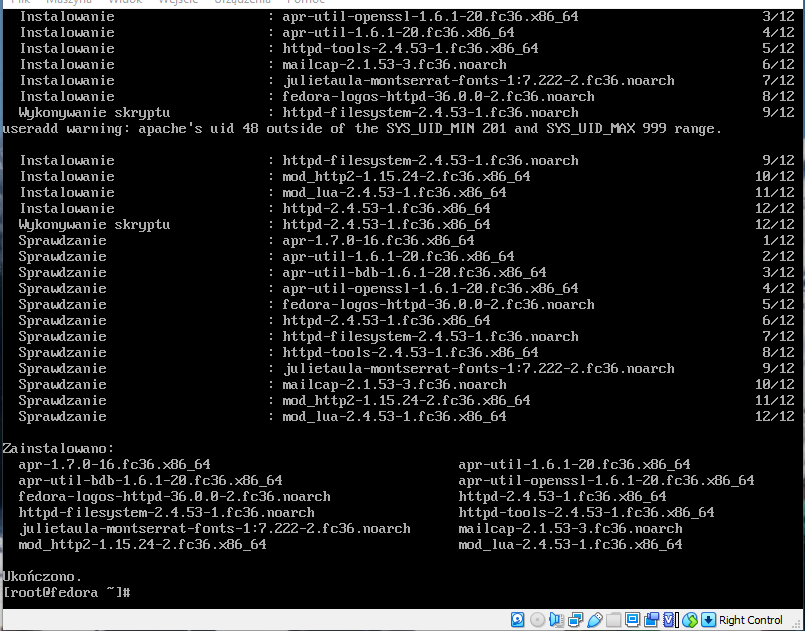 Plik Maszyna Widok Wejście Urządzenia Pomoc
Instalowanie : apr-util-openssl-1.6.1-20.fc36.x86_64 3/12
Instalowanie : apr-util-1.6.1-20.fc36.x86_64 4/12
Instalowanie : httpd-tools-2.4.53-1.fc36.x86_64 5/12
Instalowanie : mailcap-2.1.53-3.fc36.noarch 6/12
Instalowanie : julietaula-montserrat-fonts-1:7.222-2.fc36.noarch 7/12
Instalowanie : fedora-logos-httpd-36.0.0-2.fc36.noarch 8/12
Wykonywanie skryptu : httpd-filesystem-2.4.53-1.fc36.noarch 9/12
useradd warning: apache's uid 48 outside of the SYS_UID_MIN 201 and SYS_UID_MAX 999 range.
Instalowanie : httpd-filesystem-2.4.53-1.fc36.noarch 9/12
Instalowanie : mod_http2-1.15.24-2.fc36.x86_64 10/12
Instalowanie : mod_lua-2.4.53-1.fc36.x86_64 11/12
Instalowanie : httpd-2.4.53-1.fc36.x86_64 12/12
Wykonywanie skryptu : httpd-2.4.53-1.fc36.x86_64 12/12
Sprawdzanie : apr-1.7.0-16.fc36.x86_64 1/12
Sprawdzanie : apr-util-1.6.1-20.fc36.x86_64 2/12
Sprawdzanie : apr-util-bdb-1.6.1-20.fc36.x86_64 3/12
Sprawdzanie : apr-util-openssl-1.6.1-20.fc36.x86_64 4/12
Sprawdzanie : fedora-logos-httpd-36.0.0-2.fc36.noarch 5/12
Sprawdzanie : httpd-2.4.53-1.fc36.x86_64 6/12
Sprawdzanie : httpd-filesystem-2.4.53-1.fc36.noarch 7/12
Sprawdzanie : httpd-tools-2.4.53-1.fc36.x86_64 8/12
Sprawdzanie : julietaula-montserrat-fonts-1:7.222-2.fc36.noarch 9/12
Sprawdzanie : mailcap-2.1.53-3.fc36.noarch 10/12
Sprawdzanie : mod_http2-1.15.24-2.fc36.x86_64 11/12
Sprawdzanie : mod_lua-2.4.53-1.fc36.x86_64 12/12
Zainstalowano:
apr-1.7.0-16.fc36.x86_64 apr-util-1.6.1-20.fc36.x86_64
apr-util-bdb-1.6.1-20.fc36.x86_64 apr-util-openssl-1.6.1-20.fc36.x86_64
fedora-logos-httpd-36.0.0-2.fc36.noarch httpd-2.4.53-1.fc36.x86_64
httpd-filesystem-2.4.53-1.fc36.noarch httpd-tools-2.4.53-1.fc36.x86_64
julietaula-montserrat-fonts-1:7.222-2.fc36.noarch mailcap-2.1.53-3.fc36.noarch
mod_http2-1.15.24-2.fc36.x86_64 mod_lua-2.4.53-1.fc36.x86_64
Ukończono.
[root@fedora ~]#
Right Control